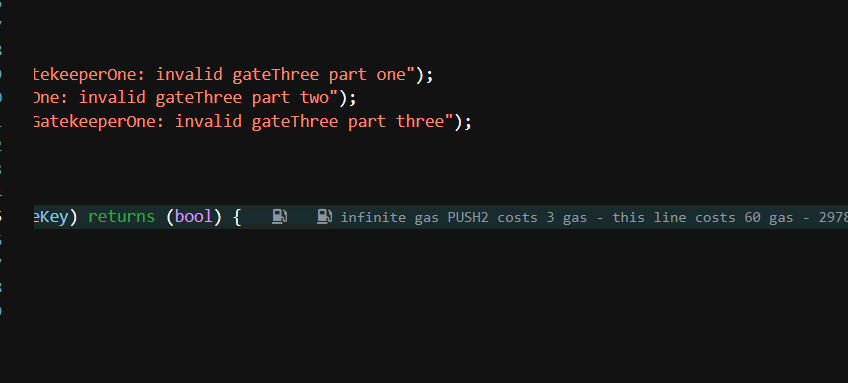 tekeeperOne: invalid gateThree part one");
One: invalid gateThree part two");
GatekeeperOne: invalid gateThree part three");
eKey) returns (bool) { infinite gas PUSH2 costs 3 gas - this line costs 60 gas - 2978